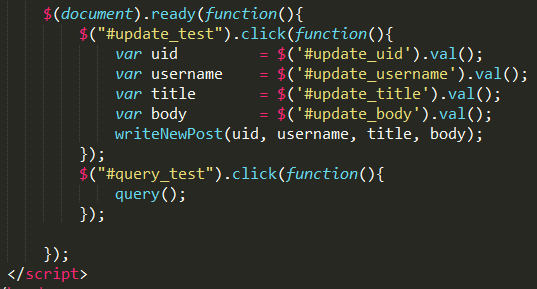 $(document).ready(function(){
$("#update_test").click(function(){
var uid = $('#update_uid').val();
var username = $('#update_username').val();
var title = $('#update_title').val();
var body = $('#update_body').val();
writeNewPost(uid, username, title, body);
});
$("#query_test").click(function(){
query();
});
});
</script>